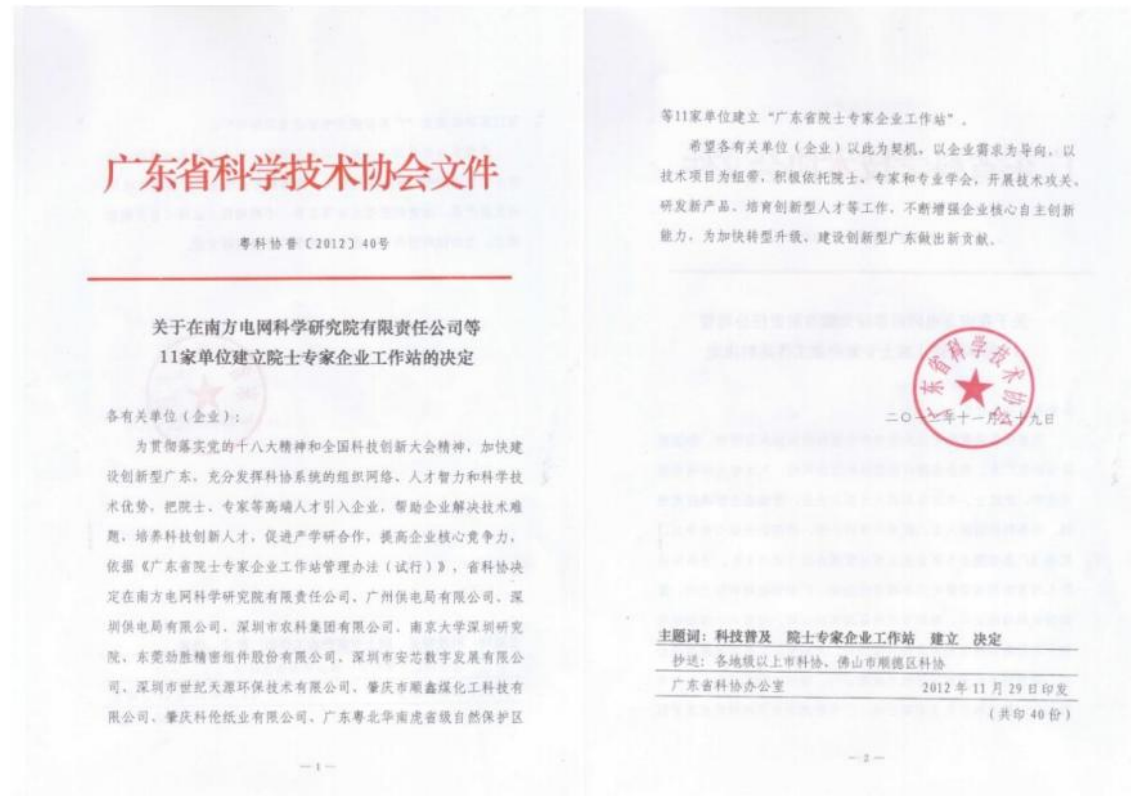 广东省科学技术协会文件
粤科协普〔2012〕40号
关于在南方电网科学研究院有限责任公司等
11家单位建立院士专家企业工作站的决定
各有关单位（企业）：
为贯彻落实党的十八大精神和全国科技创新大会精神，加快建
设创新型广东，充分发挥科协系统的组织网络、人才智力和科学技
术优势，把院士、专家等高端人才引入企业，帮助企业解决技术难
题，培养科技创新人才，促进产学研合作，提高企业核心竞争力，
依据《广东省院士专家企业工作站管理办法（试行）》，省科协决
定在南方电网科学研究院有限责任公司、广州供电局有限公司、深
圳供电局有限公司、深圳市农科集团有限公司、南京大学深圳研究
院、东莞劲胜精密组件股份有限公司、深圳市安芯数字发展有限公
司、深圳市世纪天源环保技术有限公司、肇庆市顺鑫煤化工科技有
限公司、肇庆科伦纸业有限公司、广东粤北华南虎省级自然保护区
—1—
等11家单位建立“广东省院士专家企业工作站”。
希望各有关单位（企业）以此为契机，以企业需求为导向，以
技术项目为纽带，积极依托院士、专家和专业学会，开展技术攻关、
研发新产品、培育创新型人才等工作，不断增强企业核心自主创新
能力，为加快转型升级、建设创新型广东做出新贡献。
广东省科学技术协会
二〇一二年十一月二十九日
主题词：科技普及 院士专家企业工作站 建立 决定
抄送：各地级以上市科协、佛山市顺德区科协
广东省科协办公室 2012年11月29日印发
（共印40份）
—2—